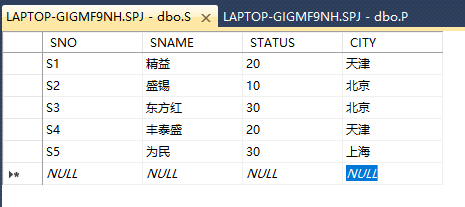 LAPTOP-GIGMF9NH.SPJ - dbo.S LAPTOP-GIGMF9NH.SPJ - dbo.P
SNO SNAME STATUS CITY
S1 精益 20 天津
S2 盛锡 10 北京
S3 东方红 30 北京
S4 丰泰盛 20 天津
S5 为民 30 上海
NULL NULL NULL NULL